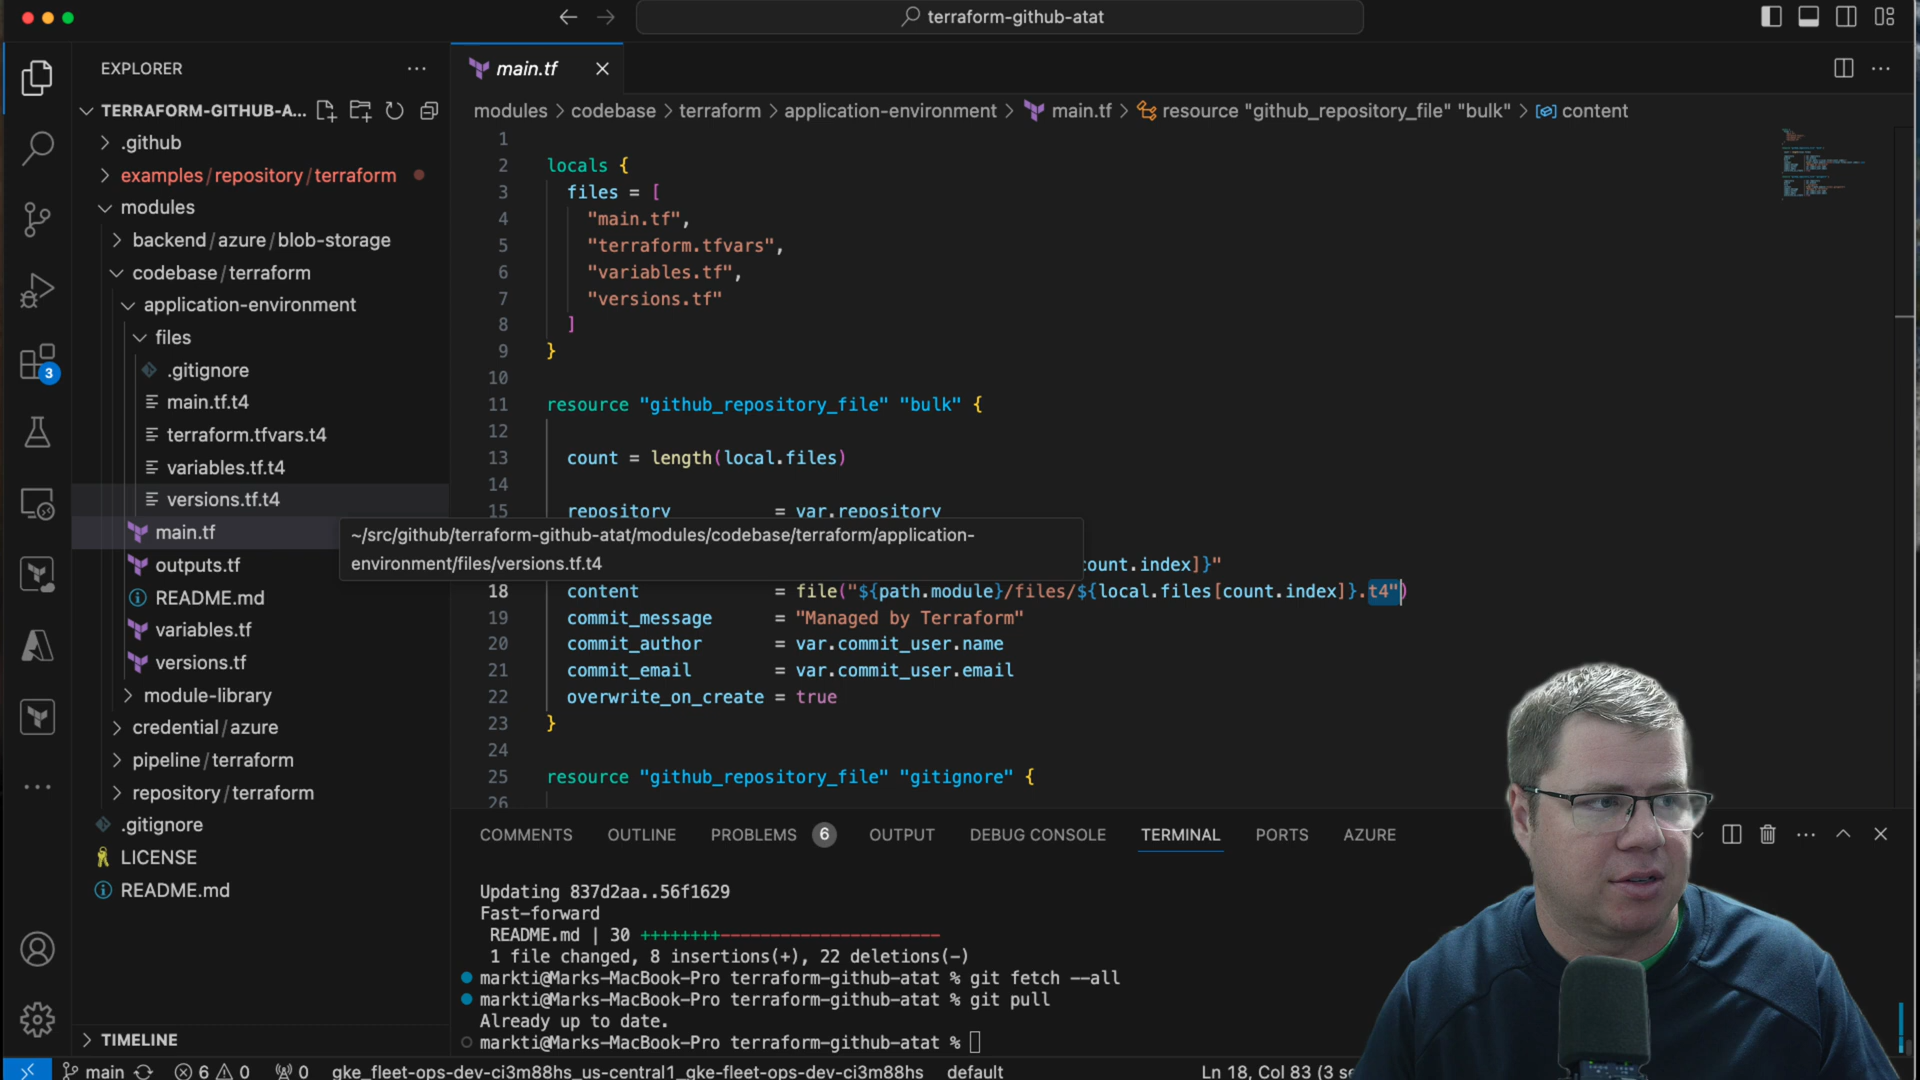 terraform-github-atat
EXPLORER
TERRAFORM-GITHUB-A...
.github
examples/repository/terraform
modules
backend/azure/blob-storage
codebase/terraform
application-environment
files
.gitignore
main.tf.t4
terraform.tfvars.t4
variables.tf.t4
versions.tf.t4
main.tf
outputs.tf
README.md
variables.tf
versions.tf
module-library
credential/azure
pipeline/terraform
repository/terraform
.gitignore
LICENSE
README.md
TIMELINE
3
main.tf
modules > codebase > terraform > application-environment > main.tf > resource "github_repository_file" "bulk" > content
1
2 locals {
3 files = [
4 "main.tf",
5 "terraform.tfvars",
6 "variables.tf",
7 "versions.tf"
8 ]
9 }
10
11 resource "github_repository_file" "bulk" {
12
13 count = length(local.files)
14
15 repository = var.repository
~/src/github/terraform-github-atat/modules/codebase/terraform/application-
environment/files/versions.tf.t4
count.index]}"
18 content = file("${path.module}/files/${local.files[count.index]}.t4")
19 commit_message = "Managed by Terraform"
20 commit_author = var.commit_user.name
21 commit_email = var.commit_user.email
22 overwrite_on_create = true
23 }
24
25 resource "github_repository_file" "gitignore" {
26
COMMENTS OUTLINE PROBLEMS 6 OUTPUT DEBUG CONSOLE TERMINAL PORTS AZURE
Updating 837d2aa..56f1629
Fast-forward
README.md | 30 ++++++++----------------------
1 file changed, 8 insertions(+), 22 deletions(-)
markti@Marks-MacBook-Pro terraform-github-atat % git fetch --all
markti@Marks-MacBook-Pro terraform-github-atat % git pull
Already up to date.
markti@Marks-MacBook-Pro terraform-github-atat %
main 6 0 0 gke_fleet-ops-dev-ci3m88hs_us-central1_gke-fleet-ops-dev-ci3m88hs default Ln 18, Col 83 (3 se